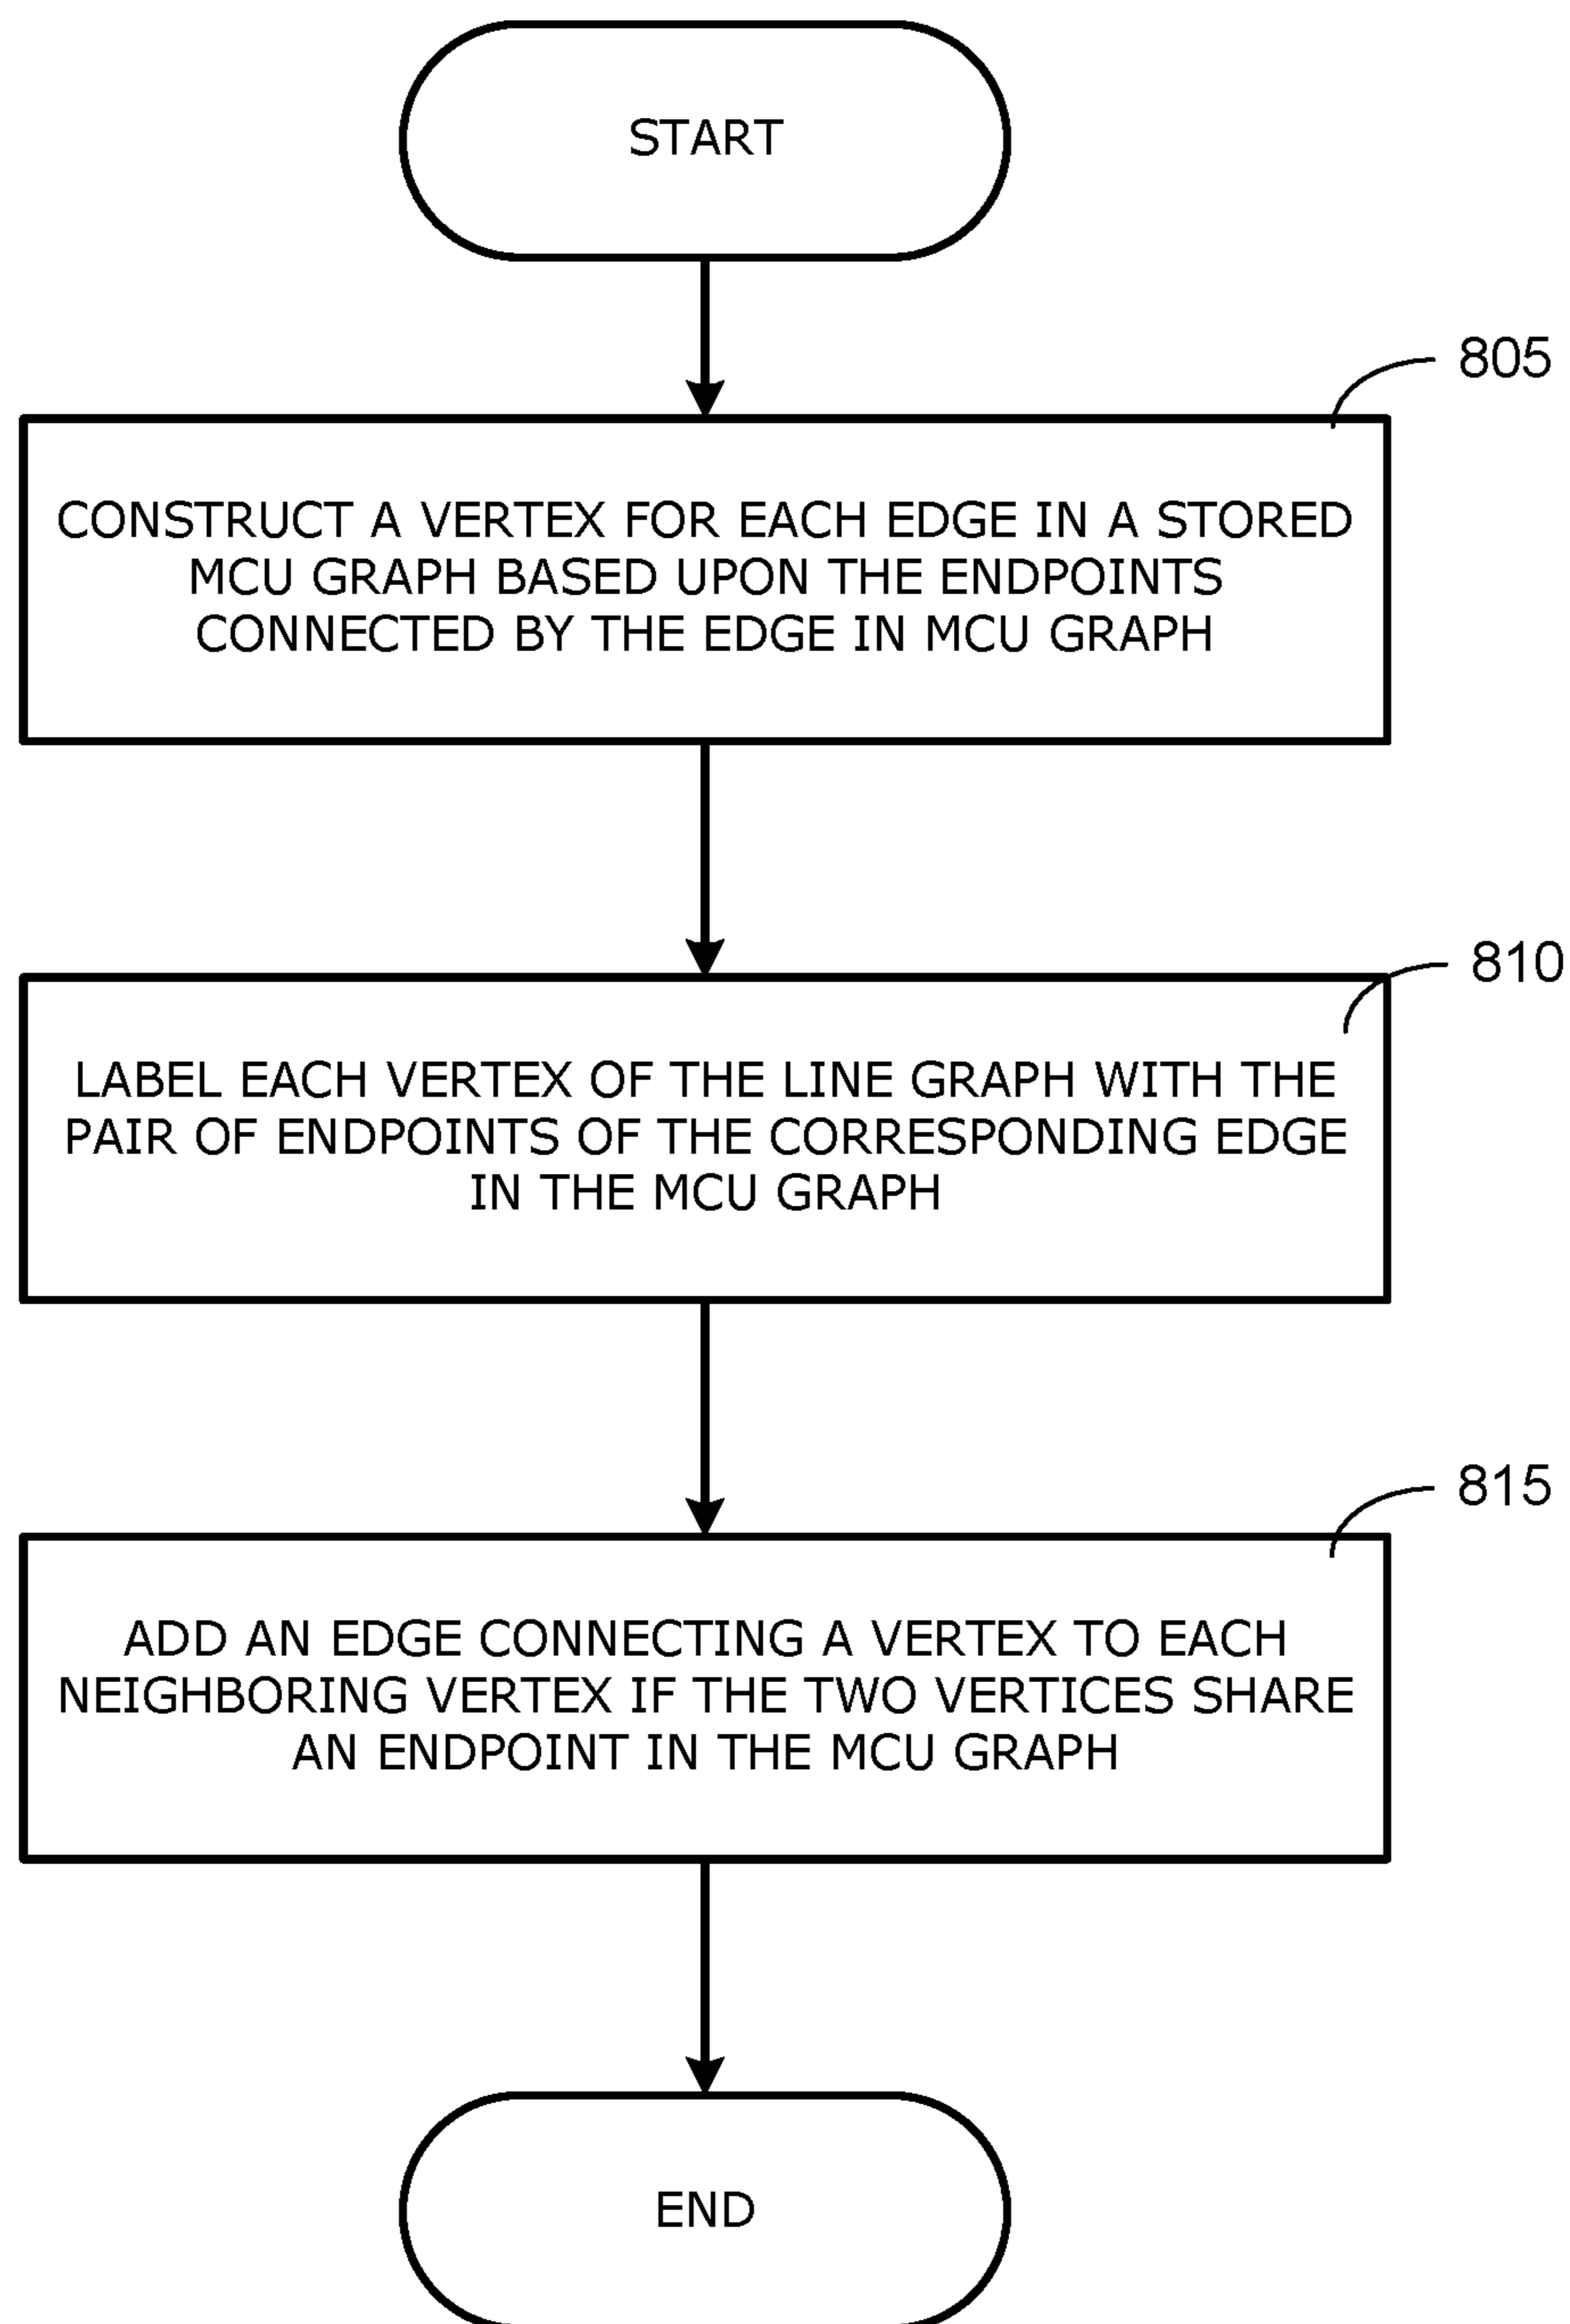 START
805
CONSTRUCT A VERTEX FOR EACH EDGE IN A STORED
MCU GRAPH BASED UPON THE ENDPOINTS
CONNECTED BY THE EDGE IN MCU GRAPH
810
LABEL EACH VERTEX OF THE LINE GRAPH WITH THE
PAIR OF ENDPOINTS OF THE CORRESPONDING EDGE
IN THE MCU GRAPH
815
ADD AN EDGE CONNECTING A VERTEX TO EACH
NEIGHBORING VERTEX IF THE TWO VERTICES SHARE
AN ENDPOINT IN THE MCU GRAPH
END